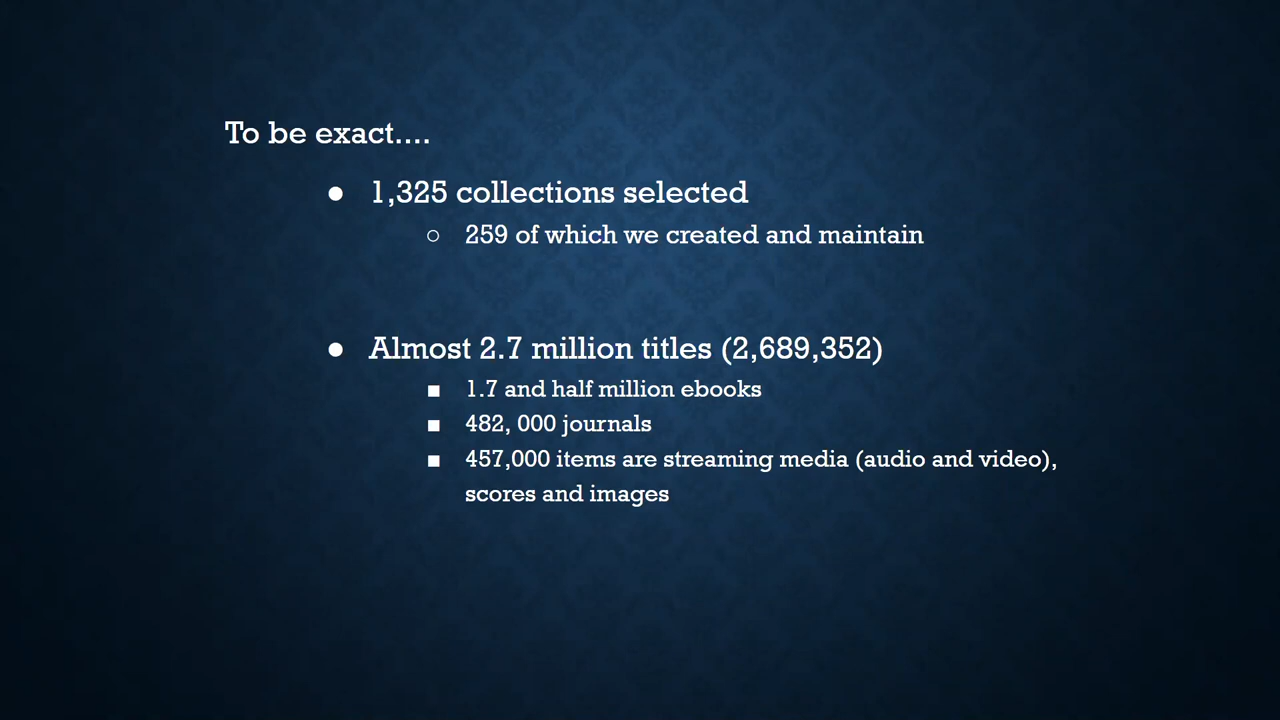 To be exact....
● 1,325 collections selected
○ 259 of which we created and maintain
● Almost 2.7 million titles (2,689,352)
■ 1.7 and half million ebooks
■ 482, 000 journals
■ 457,000 items are streaming media (audio and video),
scores and images